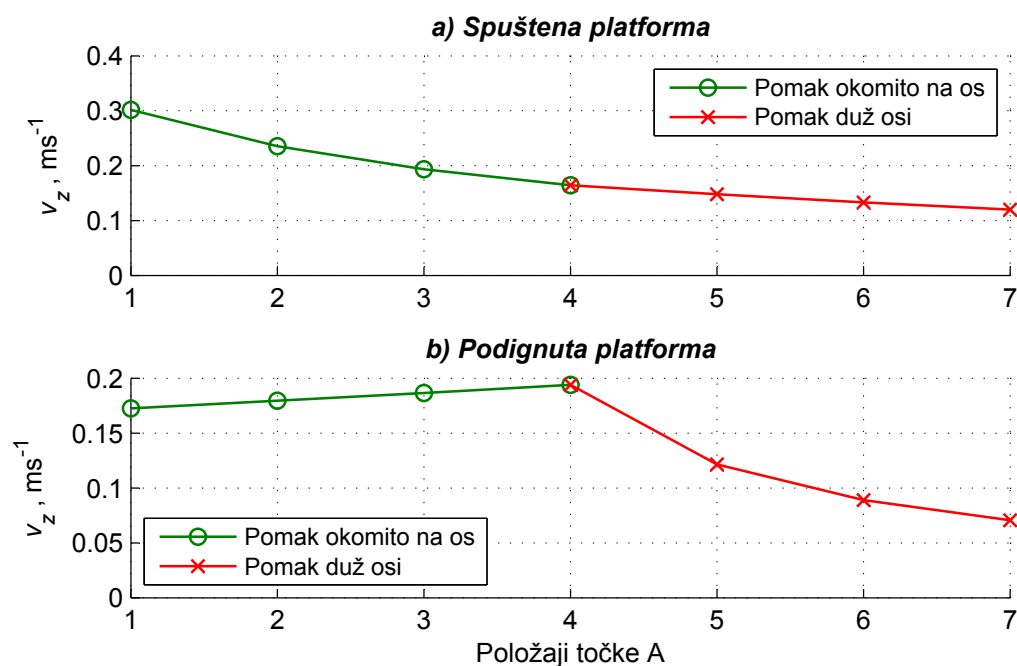 a) Spuštena platforma
0.4
0.3
0.2
0.1
0
v_z , ms⁻¹
Pomak okomito na os
Pomak duž osi
1 2 3 4 5 6 7
b) Podignuta platforma
0.2
0.15
0.1
0.05
0
v_z , ms⁻¹
Pomak okomito na os
Pomak duž osi
1 2 3 4 5 6 7
Položaji točke A